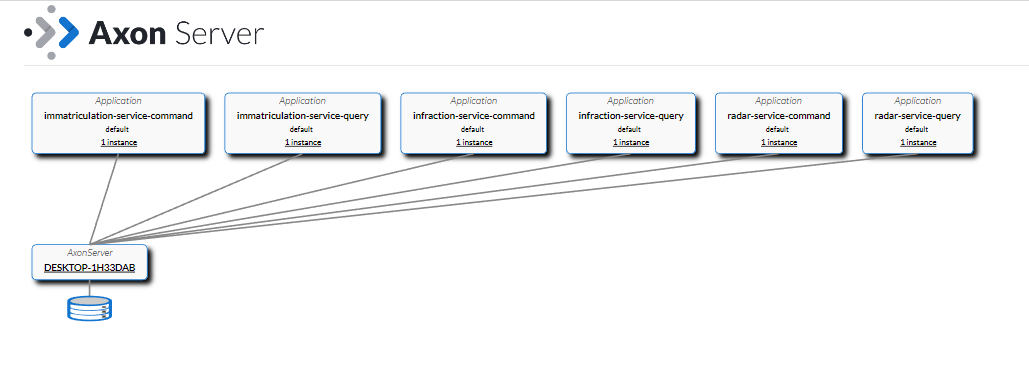 Axon Server
Application
immatriculation-service-command
default
1 instance
Application
immatriculation-service-query
default
1 instance
Application
infraction-service-command
default
1 instance
Application
infraction-service-query
default
1 instance
Application
radar-service-command
default
1 instance
Application
radar-service-query
default
1 instance
AxonServer
DESKTOP-1H33DAB